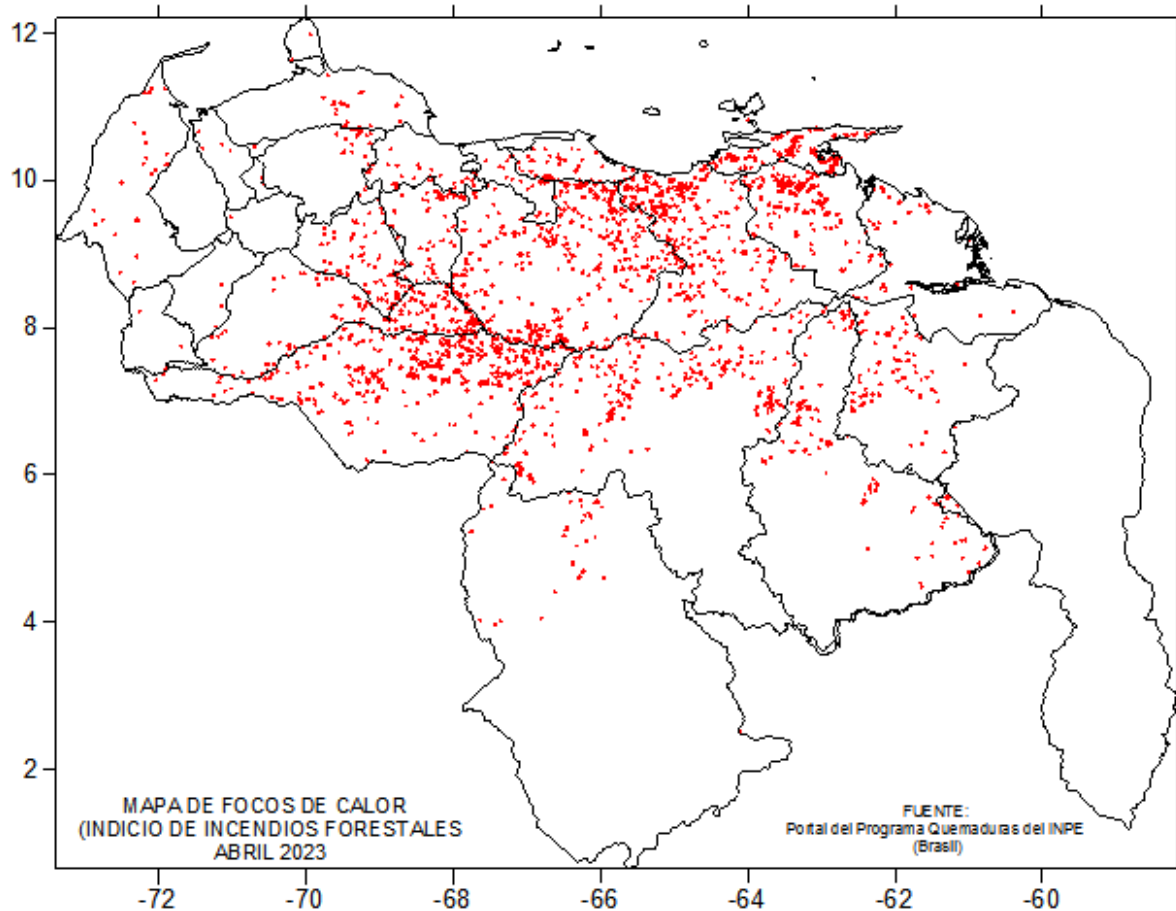 12
10
8
6
4
2
MAPA DE FOCOS DE CALOR
(INDICIO DE INCENDIOS FORESTALES
ABRIL 2023
FUENTE:
Portal del Programa Quemaduras del INPE
(Brasil)
-72
-70
-68
-66
-64
-62
-60